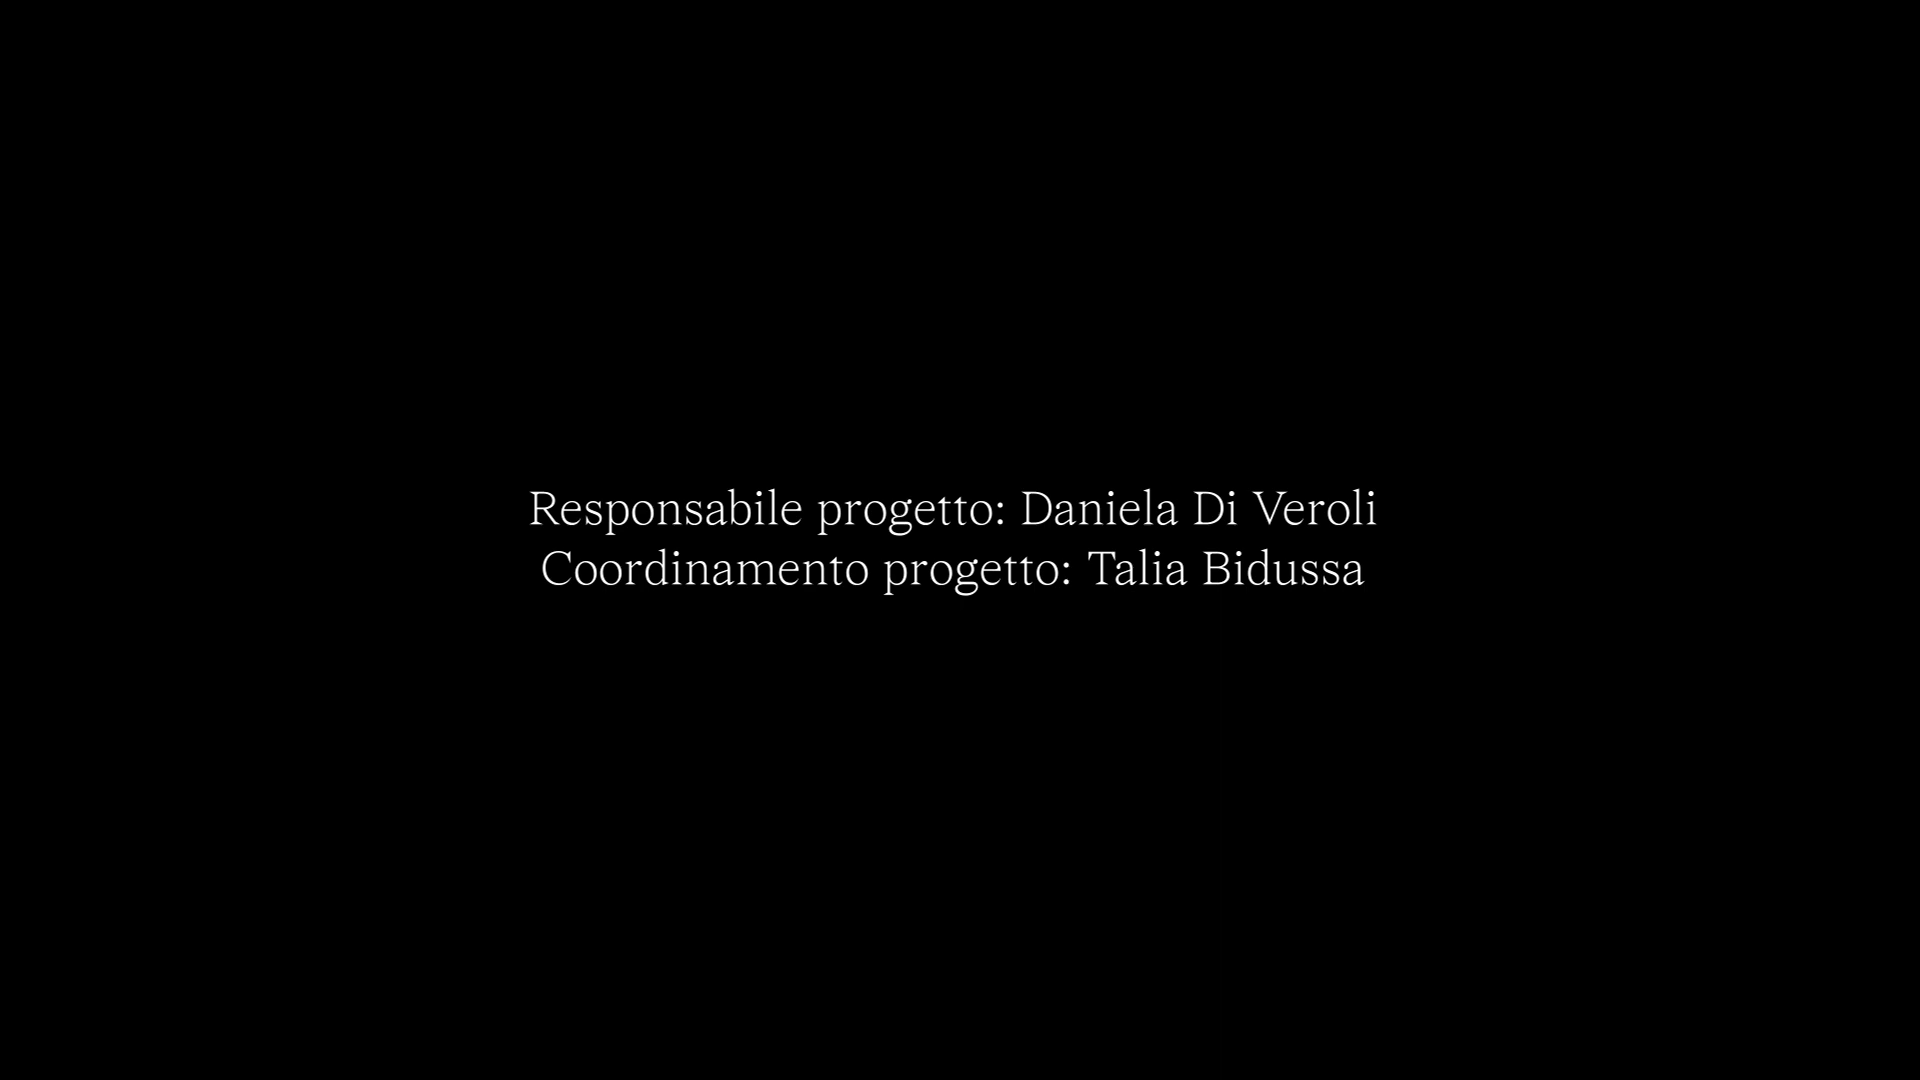 Responsabile progetto: Daniela Di Veroli
Coordinamento progetto: Talia Bidussa